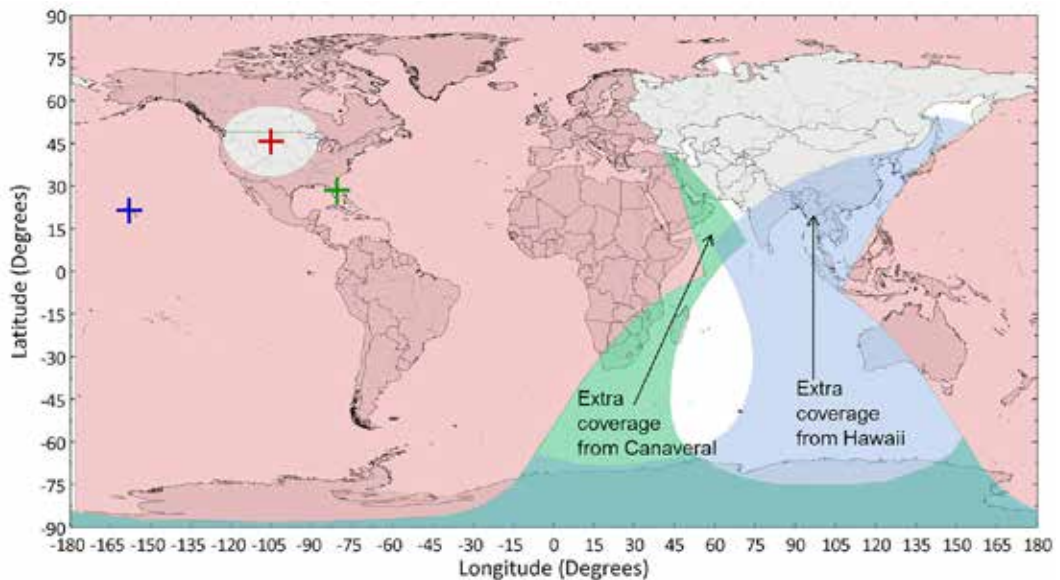 90
75
60
45
30
15
0
-15
-30
-45
-60
-75
-90
Latitude (Degrees)
Extra
coverage
from Canaveral
Extra
coverage
from Hawaii
-180 -165 -150 -135 -120 -105 -90 -75 -60 -45 -30 -15 0 15 30 45 60 75 90 105 120 135 150 165 180
Longitude (Degrees)